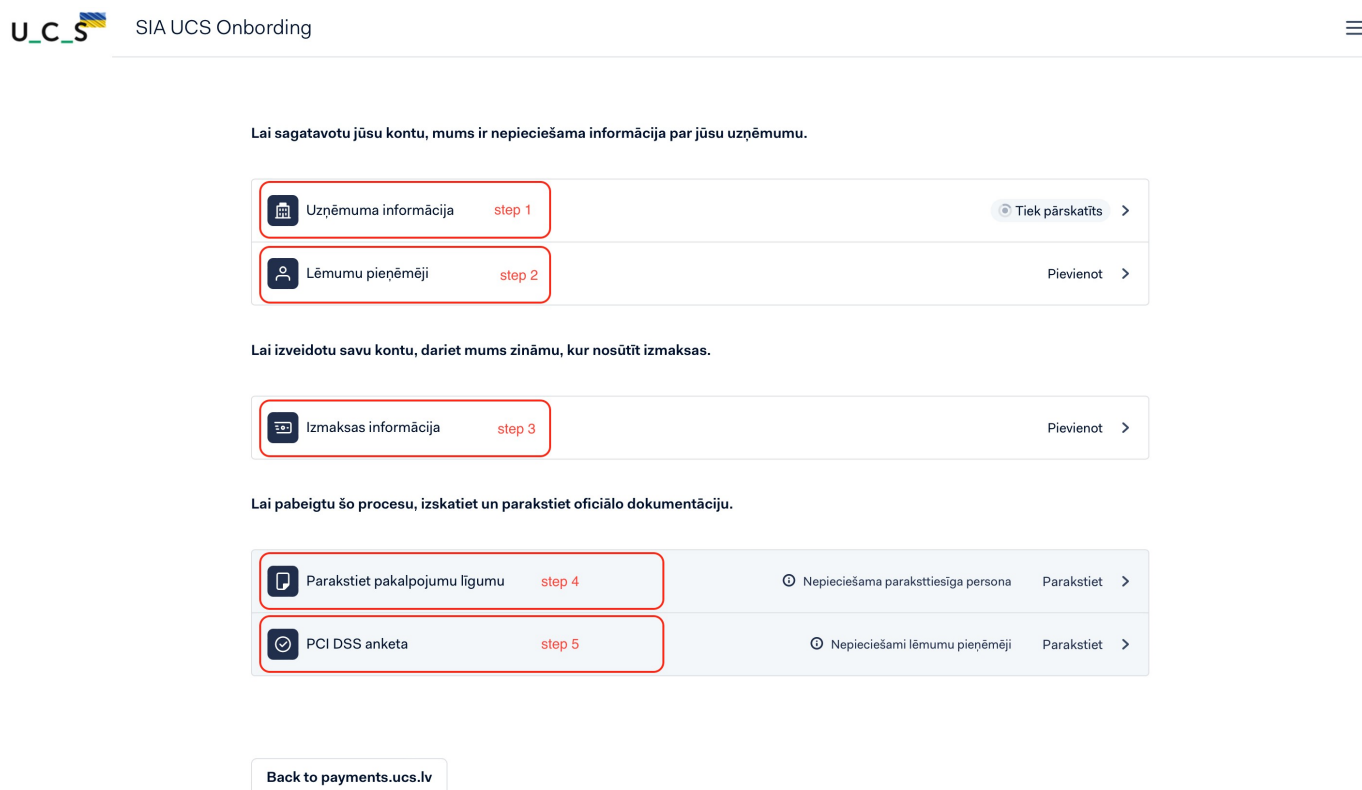 U_C_S SIA UCS Onbording
Lai sagatavotu jūsu kontu, mums ir nepieciešama informācija par jūsu uzņēmumu.
Uzņēmuma informācija step 1 Tiek pārskatīts
Lēmumu pieņēmēji step 2 Pievienot
Lai izveidotu savu kontu, dariet mums zināmu, kur nosūtīt izmaksas.
Izmaksas informācija step 3 Pievienot
Lai pabeigtu šo procesu, izskatiet un parakstiet oficiālo dokumentāciju.
Parakstiet pakalpojumu līgumu step 4 Nepieciešama paraksttiesīga persona Parakstiet
PCI DSS anketa step 5 Nepieciešami lēmumu pieņēmēji Parakstiet
Back to payments.ucs.lv